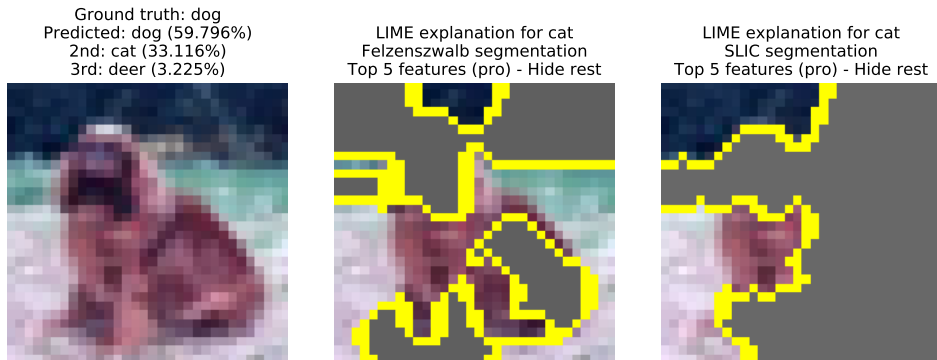 Ground truth: dog
Predicted: dog (59.796%)
2nd: cat (33.116%)
3rd: deer (3.225%)
LIME explanation for cat
Felzenszwalb segmentation
Top 5 features (pro) - Hide rest
LIME explanation for cat
SLIC segmentation
Top 5 features (pro) - Hide rest